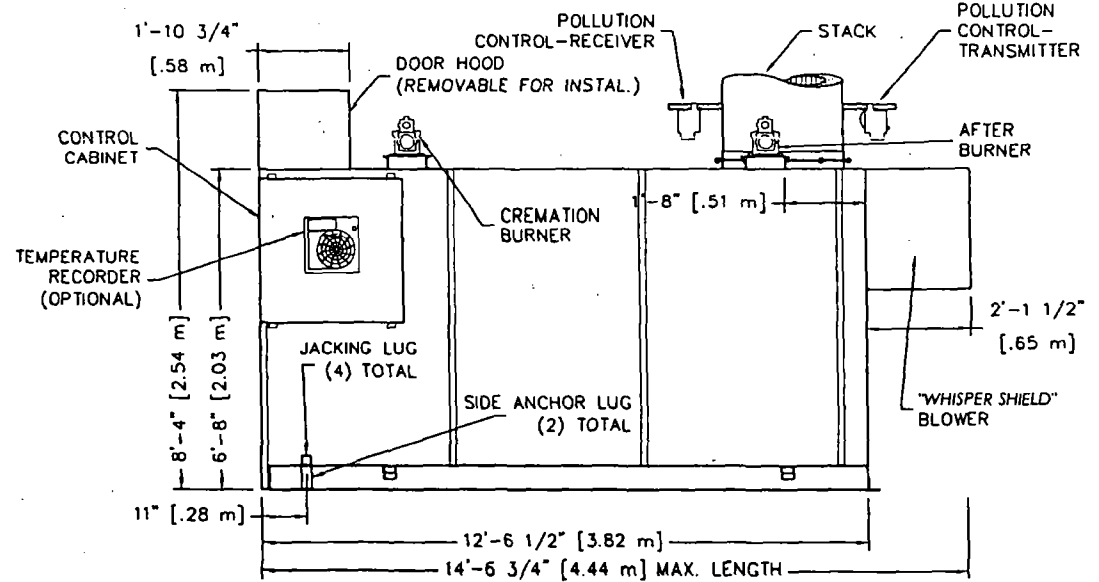 1'-10 3/4"
[.58 m]
DOOR HOOD
(REMOVABLE FOR INSTAL.)
POLLUTION
CONTROL-RECEIVER
STACK
POLLUTION
CONTROL-
TRANSMITTER
CONTROL
CABINET
AFTER
BURNER
CREMATION
BURNER
1'-8" [.51 m]
TEMPERATURE
RECORDER
(OPTIONAL)
8'-4" [2.54 m]
6'-8" [2.03 m]
2'-1 1/2"
[.65 m]
JACKING LUG
(4) TOTAL
SIDE ANCHOR LUG
(2) TOTAL
"WHISPER SHIELD"
BLOWER
11" [.28 m]
12'-6 1/2" [3.82 m]
14'-6 3/4" [4.44 m] MAX. LENGTH